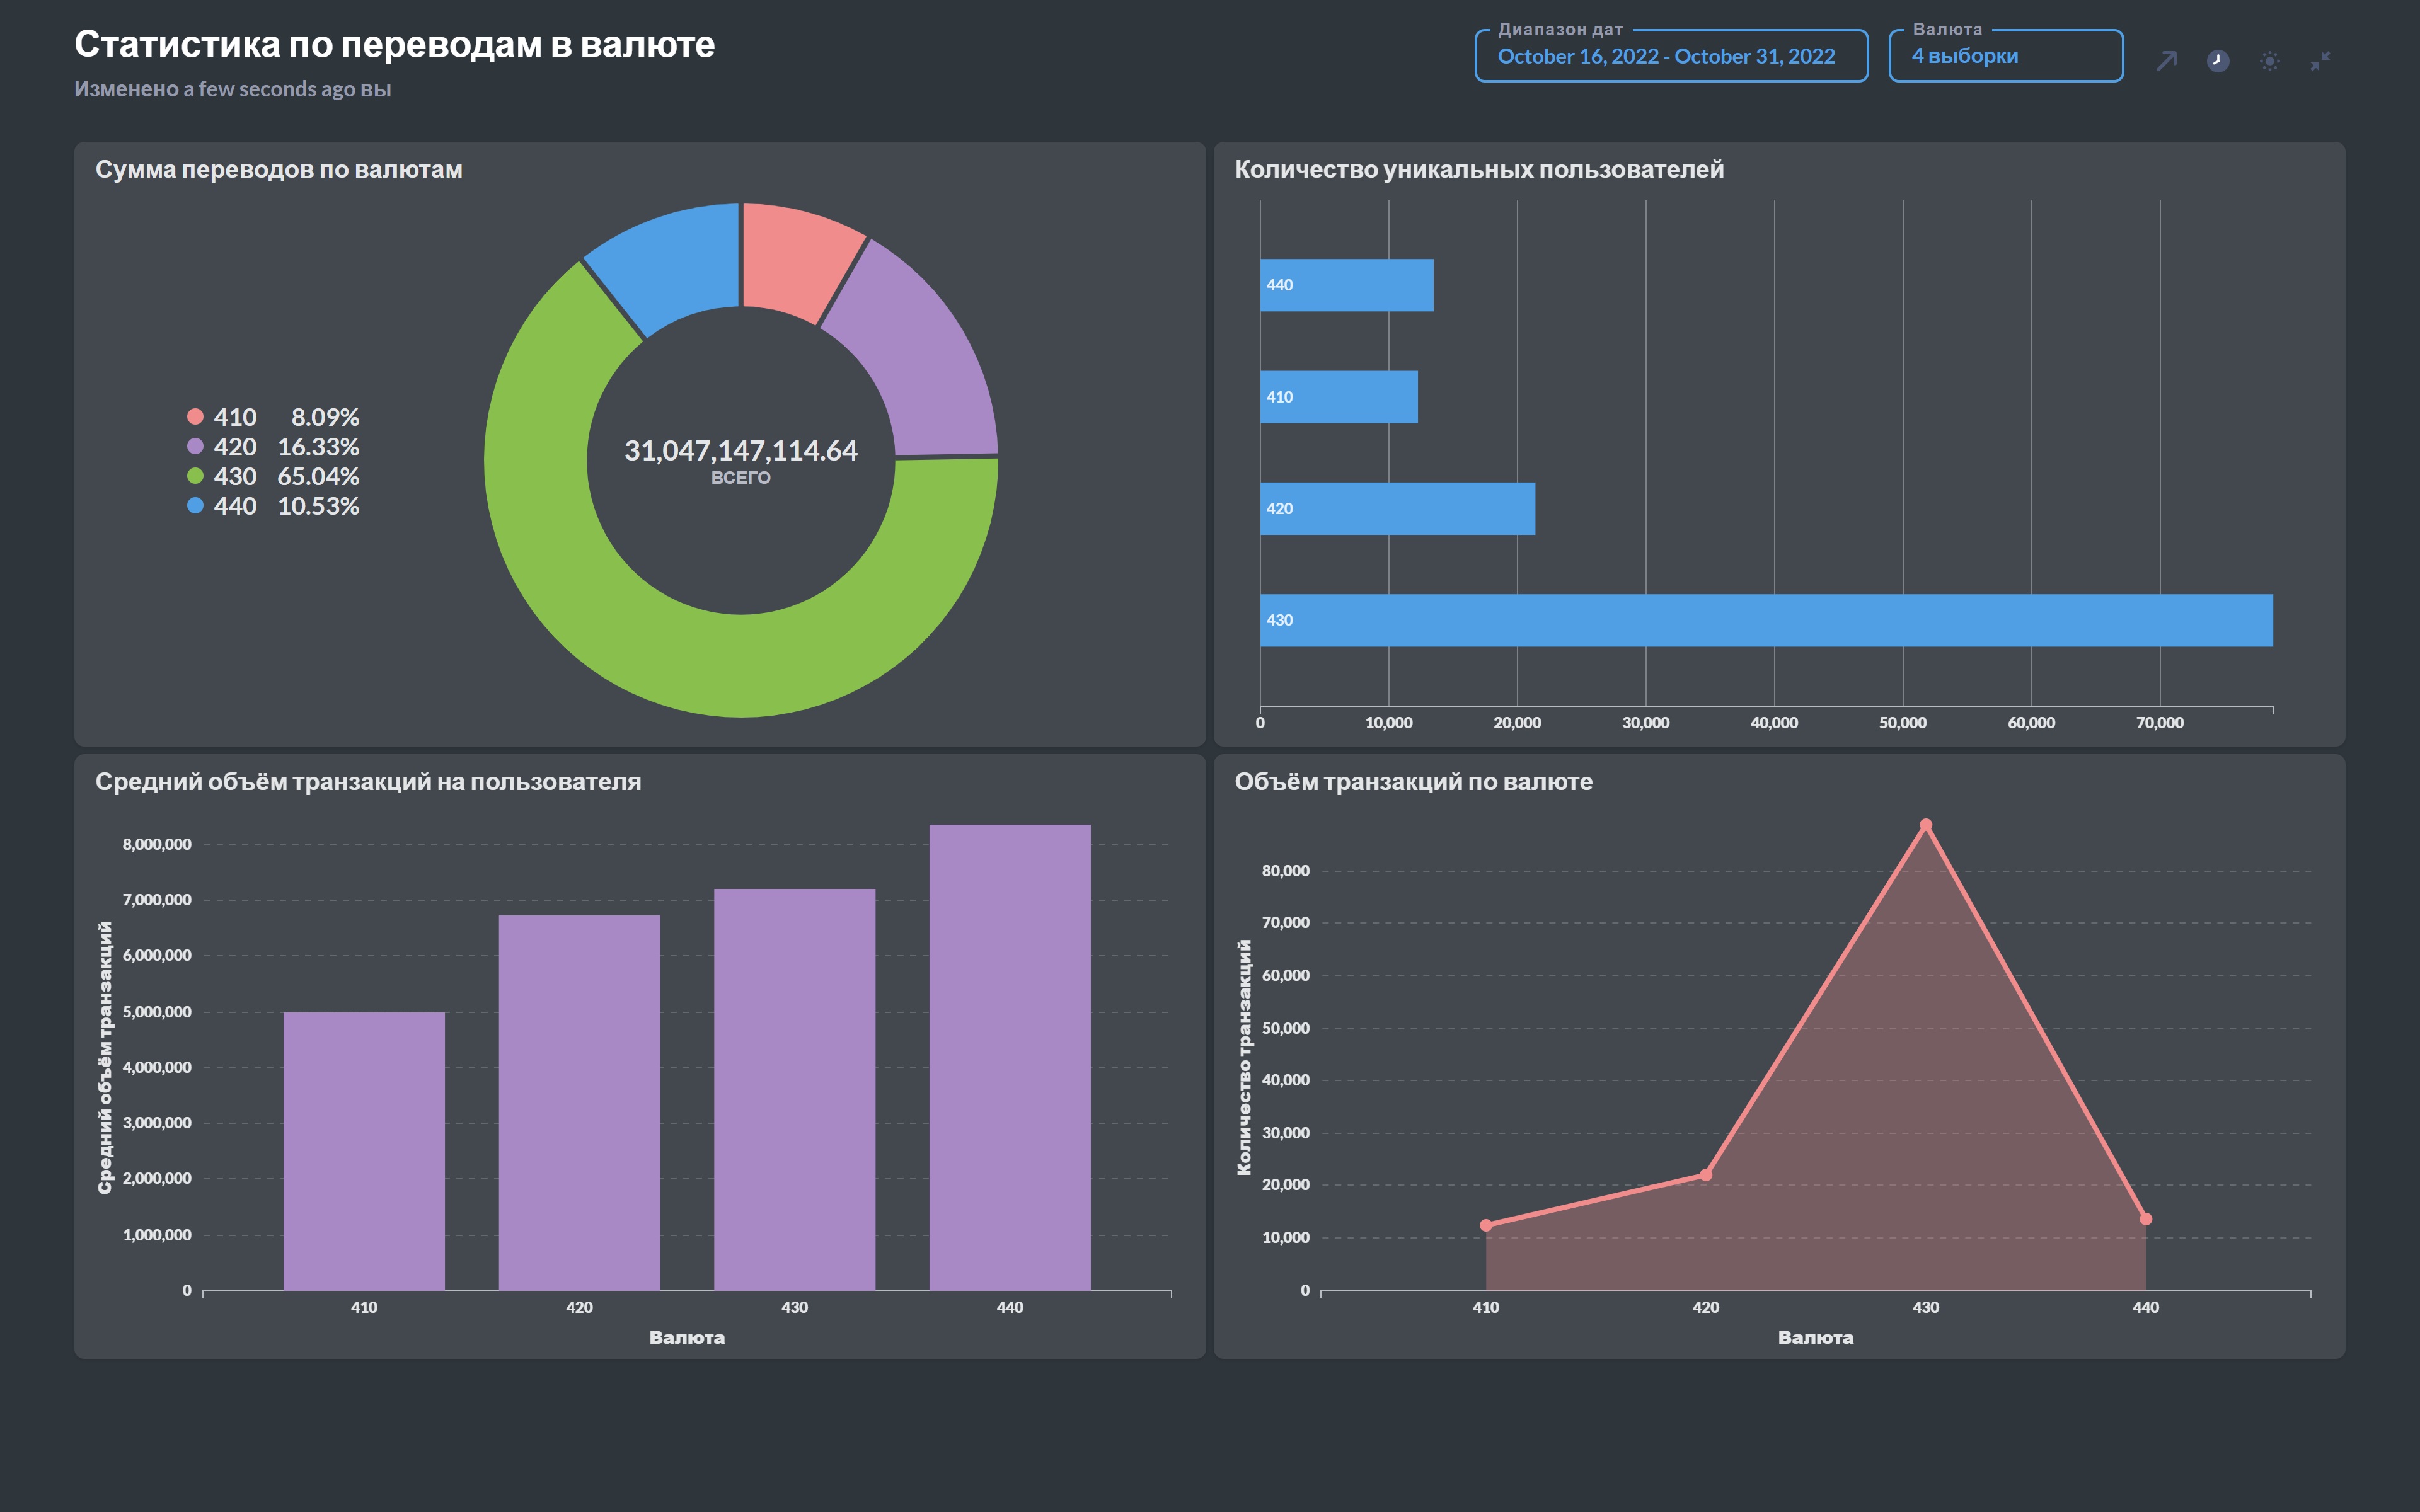 Статистика по переводам в валюте
Изменено a few seconds ago вы
Диапазон дат
October 16, 2022 - October 31, 2022
Валюта
4 выборки
Сумма переводов по валютам
410 8.09%
420 16.33%
430 65.04%
440 10.53%
31,047,147,114.64
ВСЕГО
Количество уникальных пользователей
440
410
420
430
0 10,000 20,000 30,000 40,000 50,000 60,000 70,000
Средний объём транзакций на пользователя
Средний объём транзакций
8,000,000
7,000,000
6,000,000
5,000,000
4,000,000
3,000,000
2,000,000
1,000,000
0
410 420 430 440
Валюта
Объём транзакций по валюте
Количество транзакций
80,000
70,000
60,000
50,000
40,000
30,000
20,000
10,000
0
410 420 430 440
Валюта